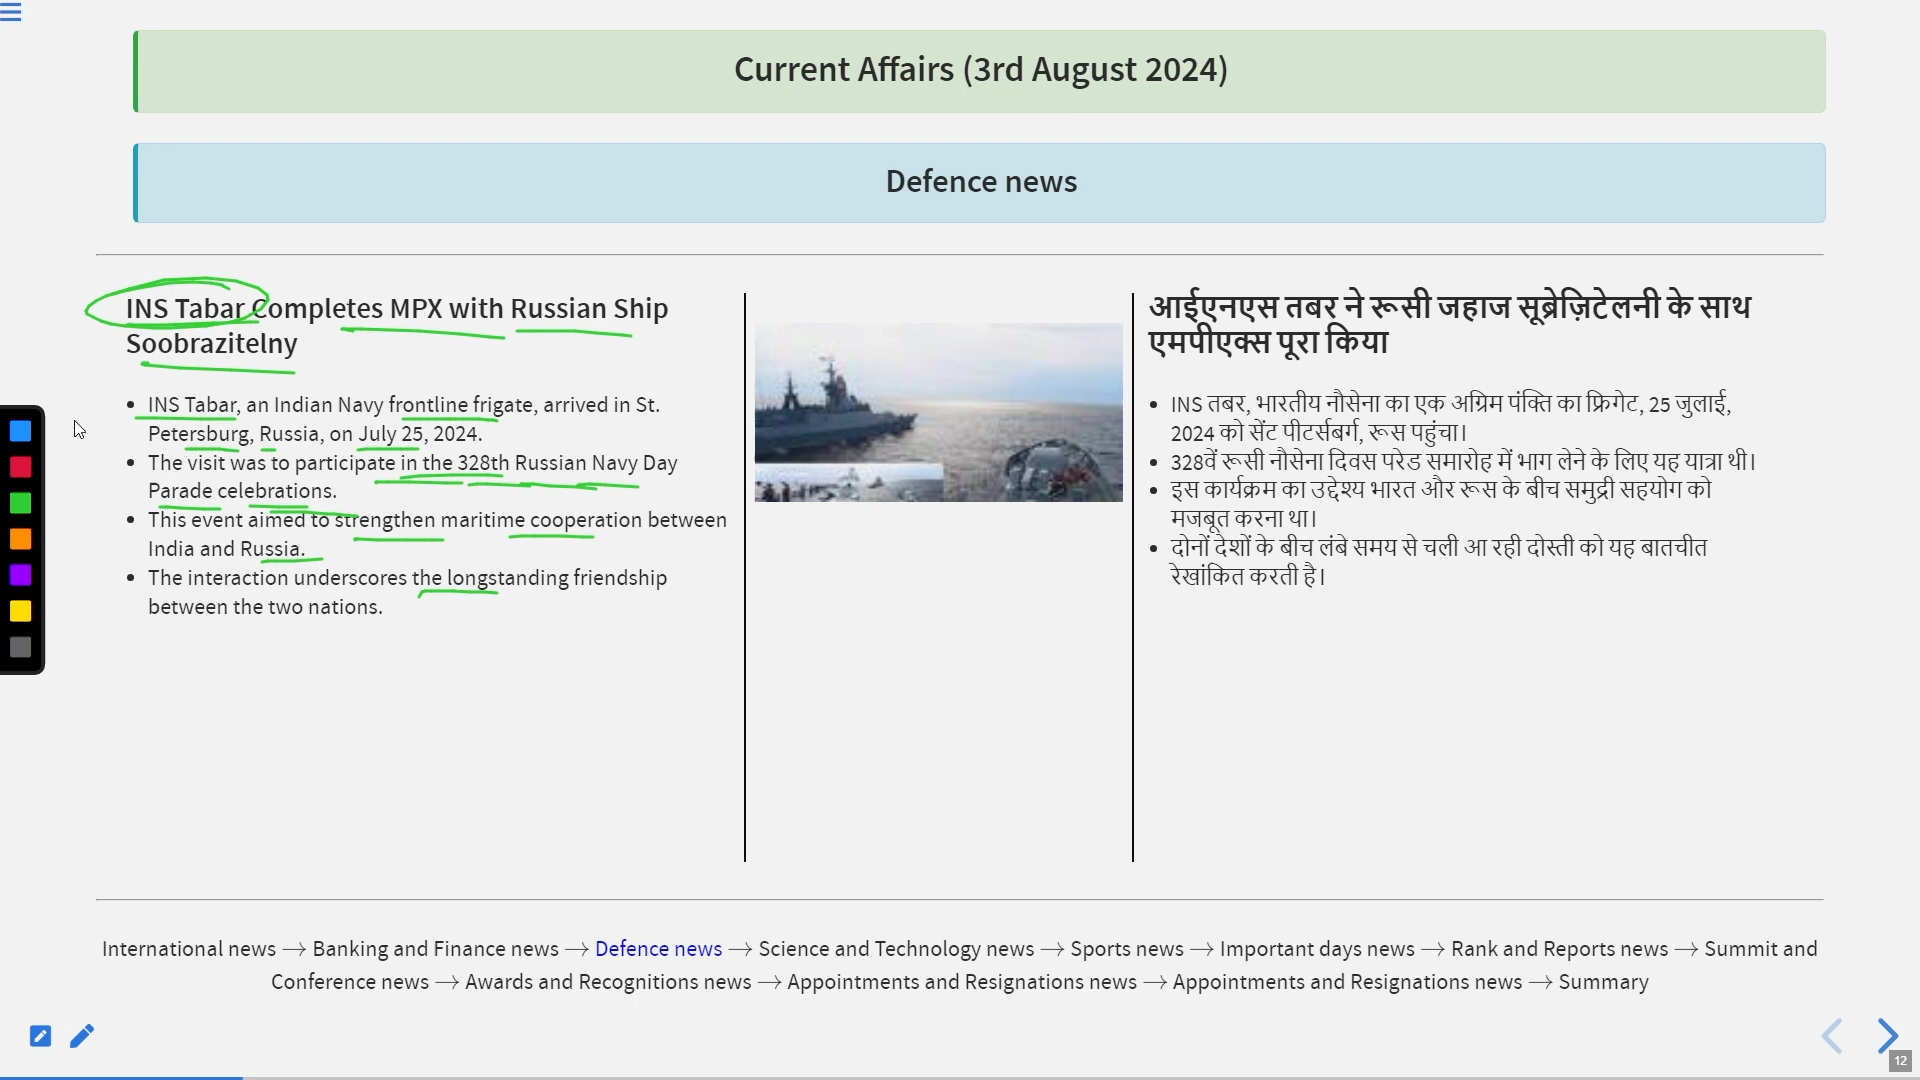 Current Affairs (3rd August 2024)
Defence news
INS Tabar Completes MPX with Russian Ship
Soobrazitelny
• INS Tabar, an Indian Navy frontline frigate, arrived in St.
Petersburg, Russia, on July 25, 2024.
• The visit was to participate in the 328th Russian Navy Day
Parade celebrations.
• This event aimed to strengthen maritime cooperation between
India and Russia.
• The interaction underscores the longstanding friendship
between the two nations.
आईएनएस तबर ने रूसी जहाज सूब्रेज़िटेलनी के साथ
एमपीएक्स पूरा किया
• INS तबर, भारतीय नौसेना का एक अग्रिम पंक्ति का फ्रिगेट, 25 जुलाई,
2024 को सेंट पीटर्सबर्ग, रूस पहुंचा।
• 328वें रूसी नौसेना दिवस परेड समारोह में भाग लेने के लिए यह यात्रा थी।
• इस कार्यक्रम का उद्देश्य भारत और रूस के बीच समुद्री सहयोग को
मजबूत करना था।
• दोनों देशों के बीच लंबे समय से चली आ रही दोस्ती को यह बातचीत
रेखांकित करती है।
International news → Banking and Finance news → Defence news → Science and Technology news → Sports news → Important days news → Rank and Reports news → Summit and
Conference news → Awards and Recognitions news → Appointments and Resignations news → Appointments and Resignations news → Summary
12